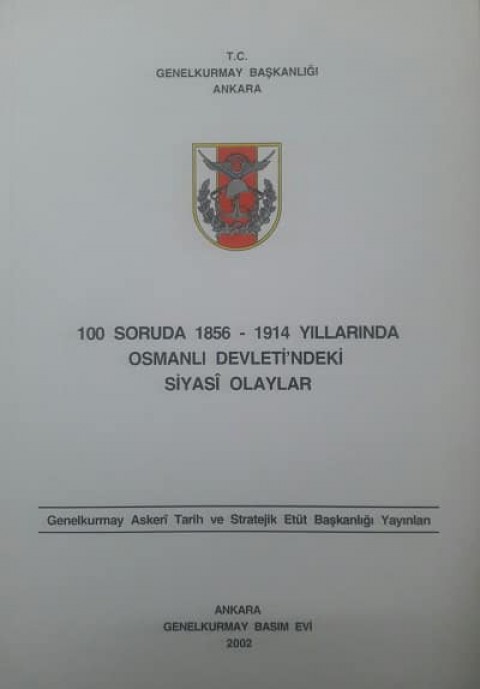 T.C.
GENELKURMAY BAŞKANLIĞI
ANKARA
100 SORUDA 1856 - 1914 YILLARINDA
OSMANLI DEVLETİ'NDEKİ
SİYASÎ OLAYLAR
Genelkurmay Askerî Tarih ve Stratejik Etüt Başkanlığı Yayınları
ANKARA
GENELKURMAY BASIM EVİ
2002